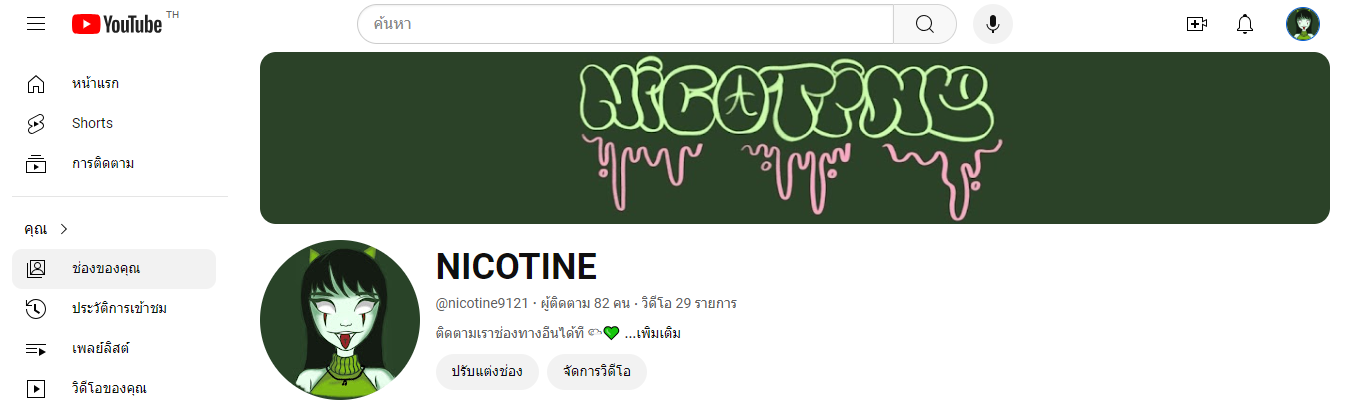 YouTube TH
ค้นหา
หน้าแรก
Shorts
การติดตาม
คุณ
ช่องของคุณ
ประวัติการเข้าชม
เพลย์ลิสต์
วิดีโอของคุณ
NICOTINE
NICOTINE
@nicotine9121 · ผู้ติดตาม 82 คน · วิดีโอ 29 รายการ
ติดตามเราช่องทางอื่นได้ที่ 💚 ...เพิ่มเติม
ปรับแต่งช่อง
จัดการวิดีโอ